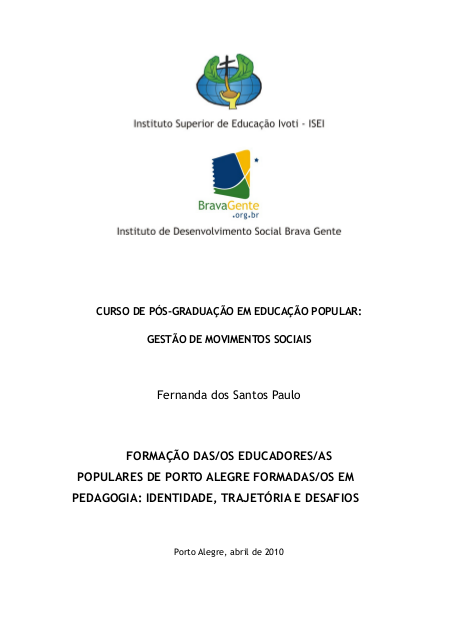 Instituto Superior de Educação Ivoti - ISEI
BravaGente
.org.br
Instituto de Desenvolvimento Social Brava Gente
CURSO DE PÓS-GRADUAÇÃO EM EDUCAÇÃO POPULAR:
GESTÃO DE MOVIMENTOS SOCIAIS
Fernanda dos Santos Paulo
FORMAÇÃO DAS/OS EDUCADORES/AS
POPULARES DE PORTO ALEGRE FORMADAS/OS EM
PEDAGOGIA: IDENTIDADE, TRAJETÓRIA E DESAFIOS
Porto Alegre, abril de 2010